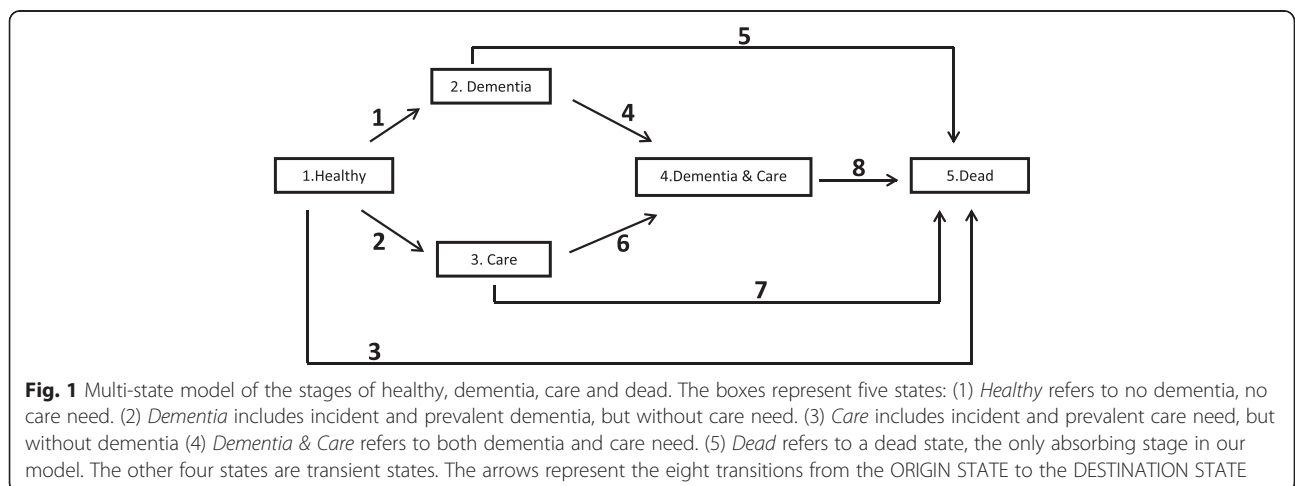 5
2. Dementia
1
4
1.Healthy
4.Dementia & Care
8
5.Dead
2
6
3. Care
7
3
Fig. 1 Multi-state model of the stages of healthy, dementia, care and dead. The boxes represent five states: (1) Healthy refers to no dementia, no
care need. (2) Dementia includes incident and prevalent dementia, but without care need. (3) Care includes incident and prevalent care need, but
without dementia (4) Dementia & Care refers to both dementia and care need. (5) Dead refers to a dead state, the only absorbing stage in our
model. The other four states are transient states. The arrows represent the eight transitions from the ORIGIN STATE to the DESTINATION STATE